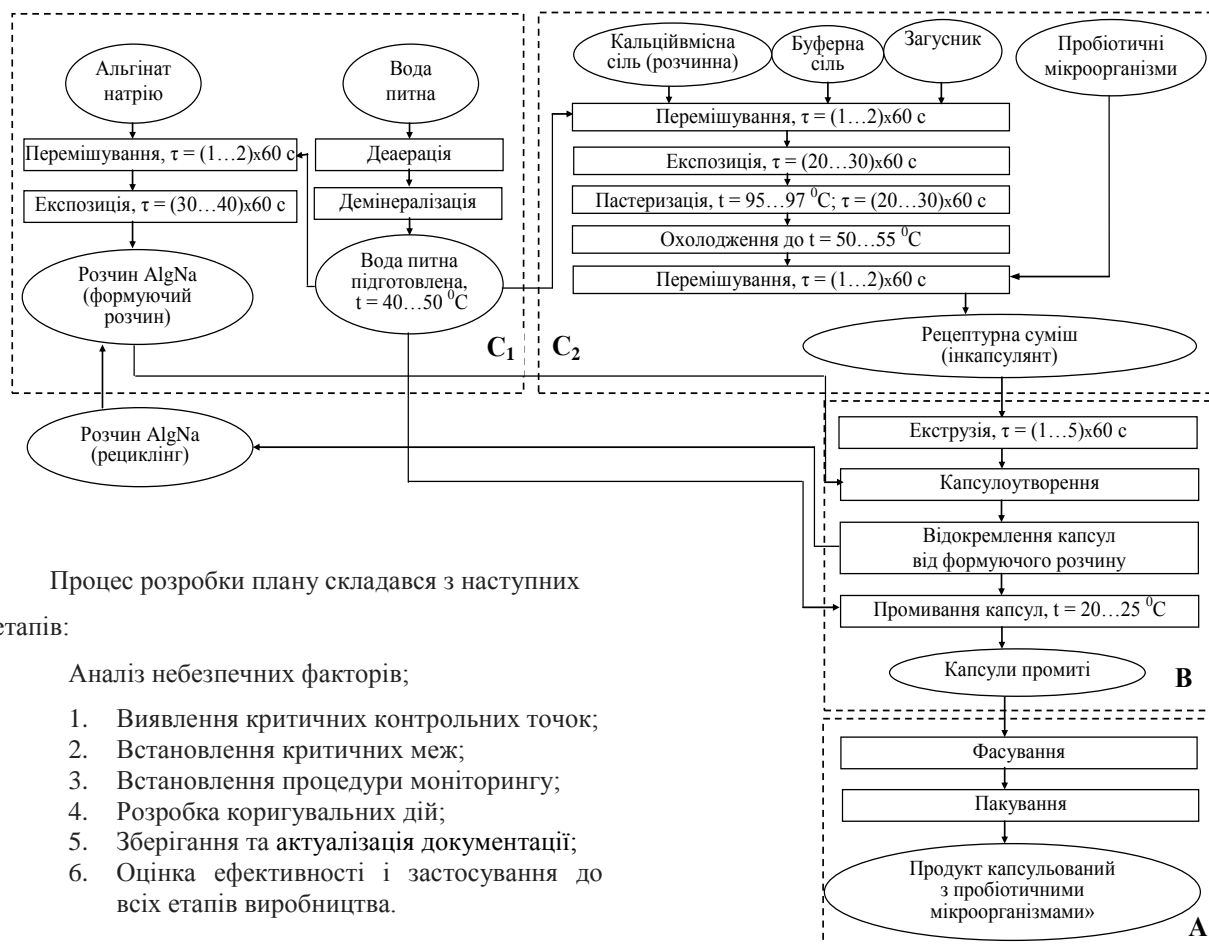 Альгінат
натрію
Вода
питна
Перемішування, τ = (1…2)х60 с
Деаерація
Експозиція, τ = (30…40)х60 с
Демінералізація
Розчин AlgNa
(формуючий
розчин)
Вода питна
підготовлена,
t = 40…50 ⁰С
С₁
Кальційвмісна
сіль (розчинна)
Буферна
сіль
Загусник
Пробіотичні
мікроорганізми
Перемішування, τ = (1…2)х60 с
Експозиція, τ = (20…30)х60 с
Пастеризація, t = 95…97 ⁰С; τ = (20…30)х60 с
Охолодження до t = 50…55 ⁰С
Перемішування, τ = (1…2)х60 с
С₂
Рецептурна суміш
(інкапсулянт)
Розчин AlgNa
(рециклінг)
Екструзія, τ = (1…5)х60 с
Капсулоутворення
Відокремлення капсул
від формуючого розчину
Промивання капсул, t = 20…25 ⁰С
Капсули промиті
В
Фасування
Пакування
Продукт капсульований
з пробіотичними
мікроорганізмами»
А
Процес розробки плану складався з наступних
етапів:
Аналіз небезпечних факторів;
1. Виявлення критичних контрольних точок;
2. Встановлення критичних меж;
3. Встановлення процедури моніторингу;
4. Розробка коригувальних дій;
5. Зберігання та актуалізація документації;
6. Оцінка ефективності і застосування до
всіх етапів виробництва.